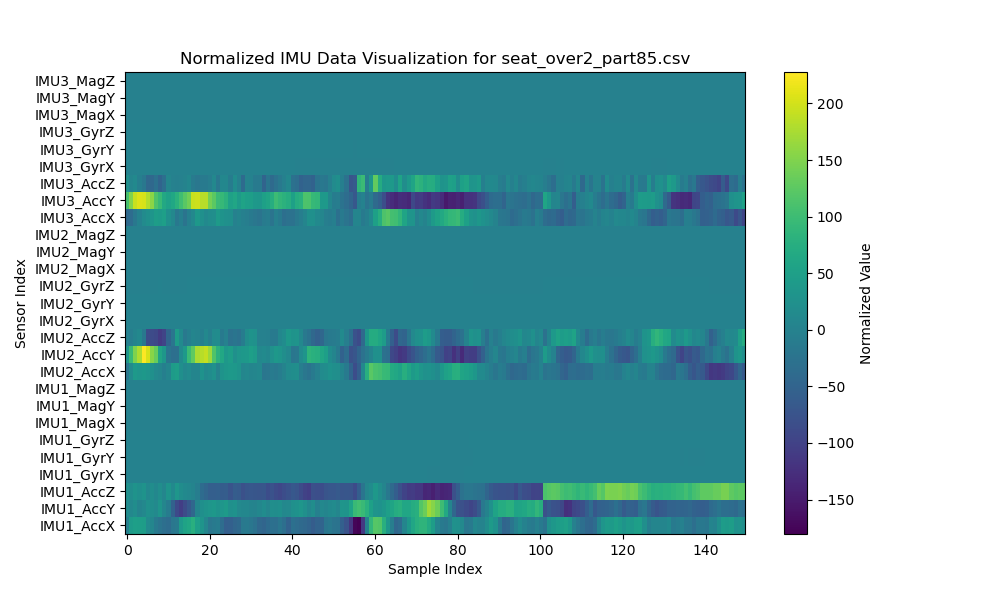 Normalized IMU Data Visualization for seat_over2_part85.csv
IMU3_MagZ
IMU3_MagY
IMU3_MagX
IMU3_GyrZ
IMU3_GyrY
IMU3_GyrX
IMU3_AccZ
IMU3_AccY
IMU3_AccX
IMU2_MagZ
IMU2_MagY
IMU2_MagX
IMU2_GyrZ
IMU2_GyrY
IMU2_GyrX
IMU2_AccZ
IMU2_AccY
IMU2_AccX
IMU1_MagZ
IMU1_MagY
IMU1_MagX
IMU1_GyrZ
IMU1_GyrY
IMU1_GyrX
IMU1_AccZ
IMU1_AccY
IMU1_AccX
Sensor Index
0 20 40 60 80 100 120 140
Sample Index
200
150
100
50
0
−50
−100
−150
Normalized Value